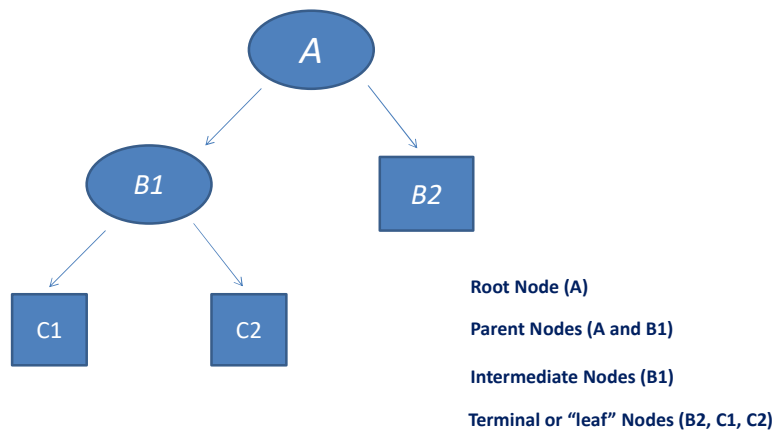 A
B1
B2
C1
C2
Root Node (A)
Parent Nodes (A and B1)
Intermediate Nodes (B1)
Terminal or “leaf” Nodes (B2, C1, C2)